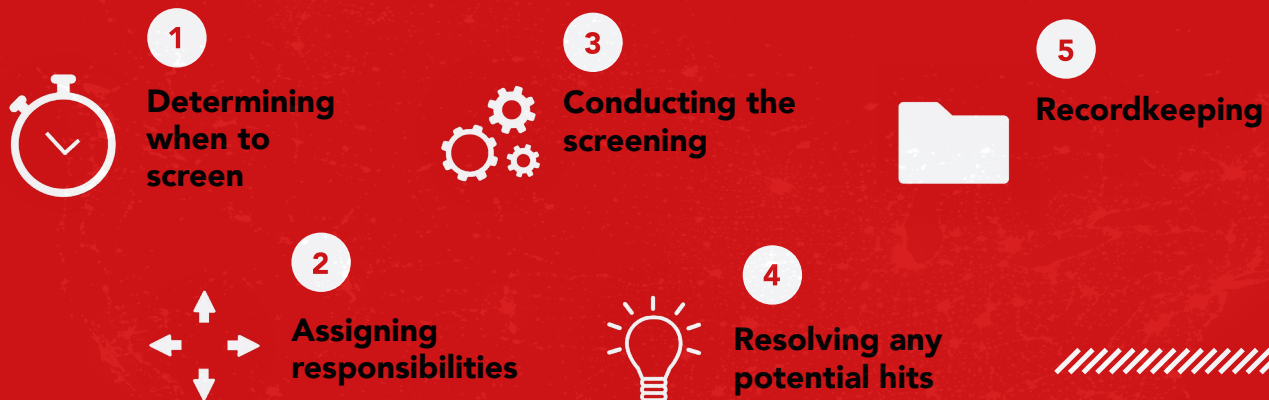 1
Determining
when to
screen
2
Assigning
responsibilities
3
Conducting the
screening
4
Resolving any
potential hits
5
Recordkeeping